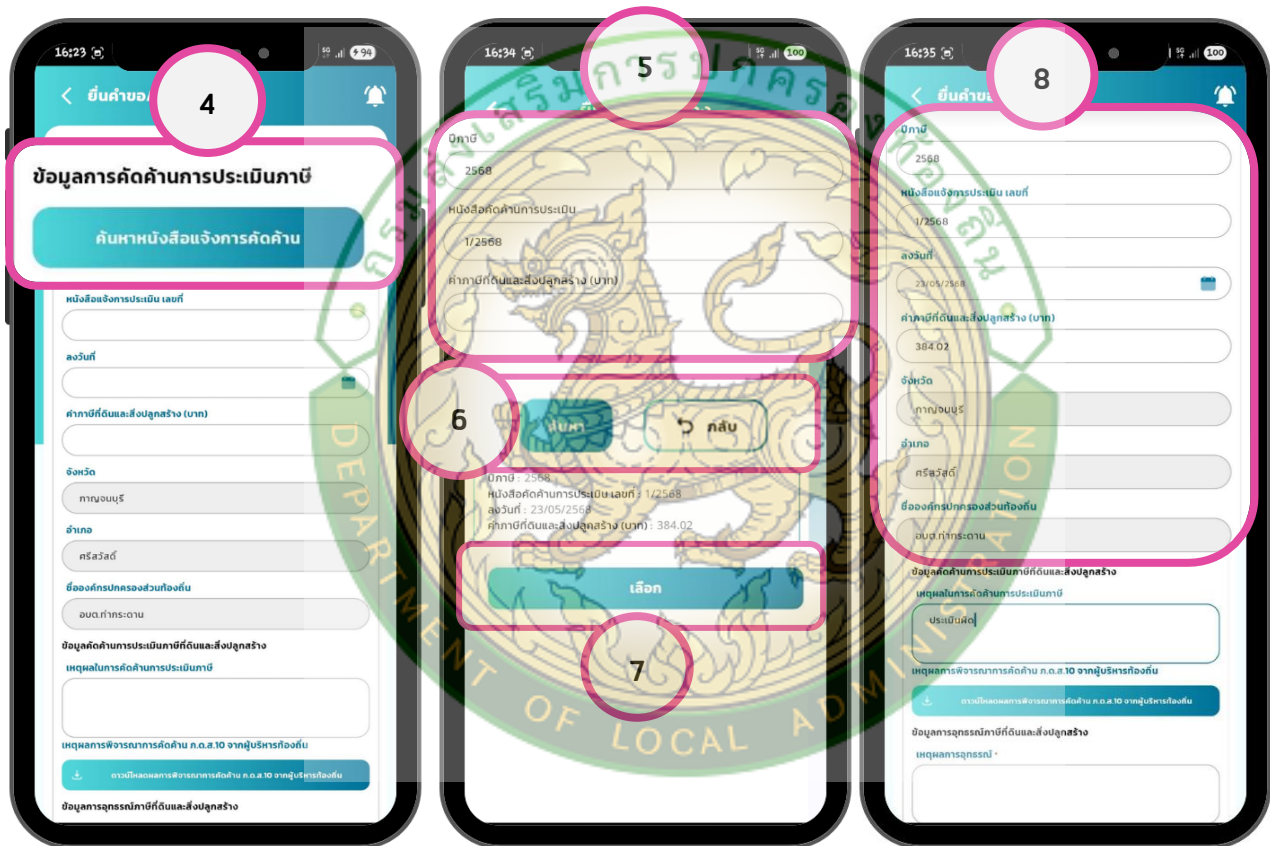 16:23
5G
94
4
ยื่นคำขอ
ข้อมูลการคัดค้านการประเมินภาษี
ค้นหาหนังสือแจ้งการคัดค้าน
หนังสือแจ้งการประเมิน เลขที่
ลงวันที่
ค่าภาษีที่ดินและสิ่งปลูกสร้าง (บาท)
จังหวัด
กาญจนบุรี
อำเภอ
ศรีสวัสดิ์
ชื่อองค์กรปกครองส่วนท้องถิ่น
อบต.ท่ากระดาน
ข้อมูลคัดค้านการประเมินภาษีที่ดินและสิ่งปลูกสร้าง
เหตุผลในการคัดค้านการประเมินภาษี
เหตุผลการพิจารณาการคัดค้าน ภ.ด.ส.10 จากผู้บริหารท้องถิ่น
ดาวน์โหลดผลการพิจารณาการคัดค้าน ภ.ด.ส.10 จากผู้บริหารท้องถิ่น
ข้อมูลการอุทธรณ์ภาษีที่ดินและสิ่งปลูกสร้าง
16:34
5G
100
5
ปีภาษี
2568
หนังสือคัดค้านการประเมิน
1/2568
ค่าภาษีที่ดินและสิ่งปลูกสร้าง (บาท)
6
ค้นหา
กลับ
ปีภาษี : 2568
หนังสือคัดค้านการประเมิน เลขที่ : 1/2568
ลงวันที่ : 23/05/2568
ค่าภาษีที่ดินและสิ่งปลูกสร้าง (บาท) : 384.02
เลือก
7
16:35
5G
100
8
ยื่นคำขอ
ปีภาษี
2568
หนังสือแจ้งการประเมิน เลขที่
1/2568
ลงวันที่
23/05/2568
ค่าภาษีที่ดินและสิ่งปลูกสร้าง (บาท)
384.02
จังหวัด
กาญจนบุรี
อำเภอ
ศรีสวัสดิ์
ชื่อองค์กรปกครองส่วนท้องถิ่น
อบต.ท่ากระดาน
ข้อมูลคัดค้านการประเมินภาษีที่ดินและสิ่งปลูกสร้าง
เหตุผลในการคัดค้านการประเมินภาษี
ประเมินผิด
เหตุผลการพิจารณาการคัดค้าน ภ.ด.ส.10 จากผู้บริหารท้องถิ่น
ดาวน์โหลดผลการพิจารณาการคัดค้าน ภ.ด.ส.10 จากผู้บริหารท้องถิ่น
ข้อมูลการอุทธรณ์ภาษีที่ดินและสิ่งปลูกสร้าง
เหตุผลการอุทธรณ์ *
กรมส่งเสริมการปกครองท้องถิ่น
DEPARTMENT OF LOCAL ADMINISTRATION